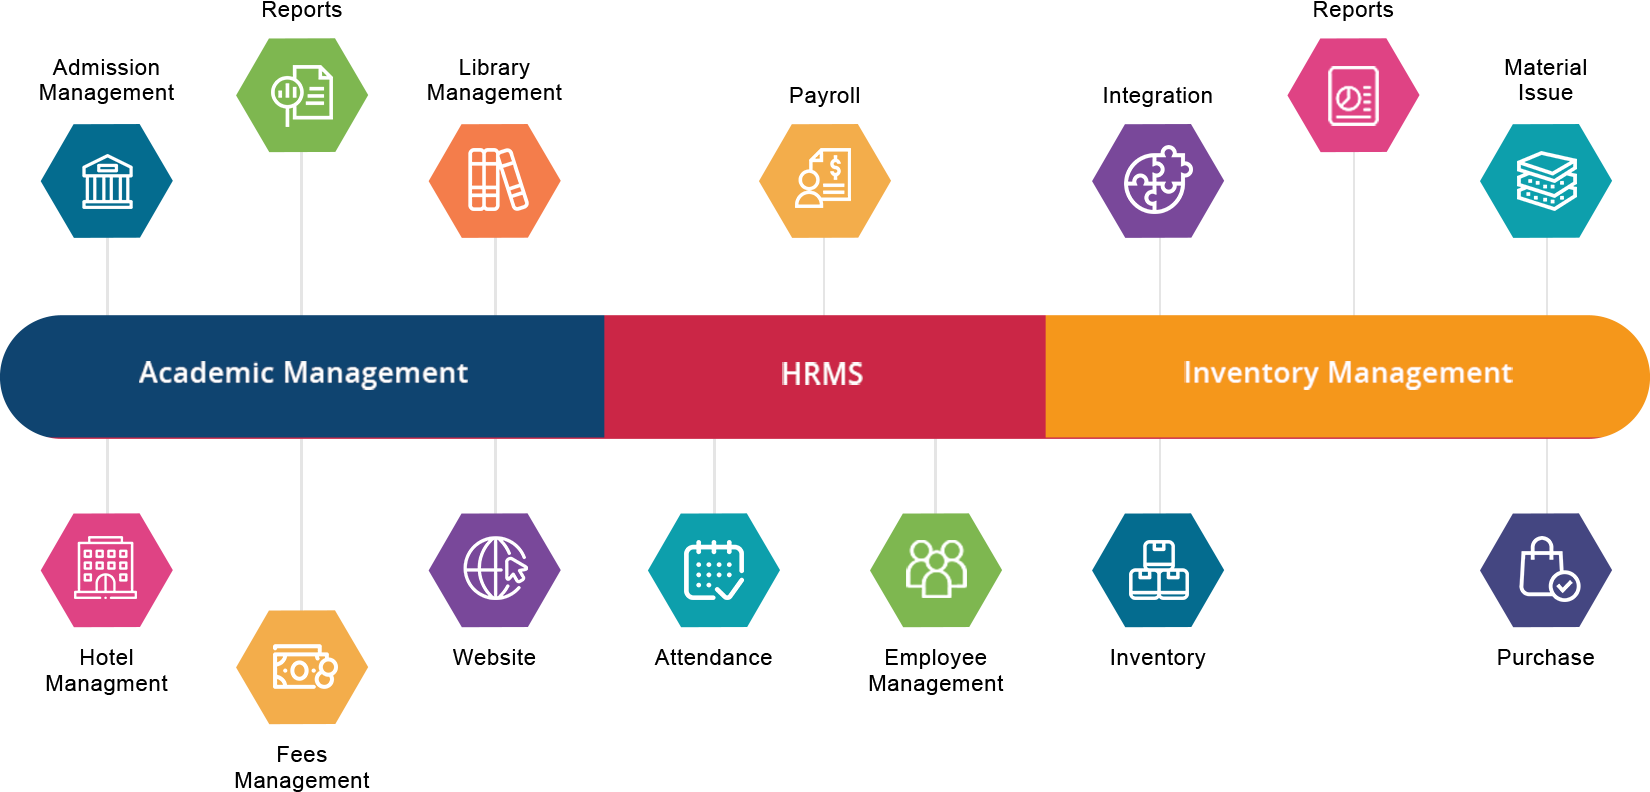 Reports
Reports
Admission
Management
Library
Management
Payroll
Integration
Material
Issue
$
Academic Management
HRMS
Inventory Management
Hotel
Managment
Website
Attendance
Employee
Management
Inventory
Purchase
Fees
Management